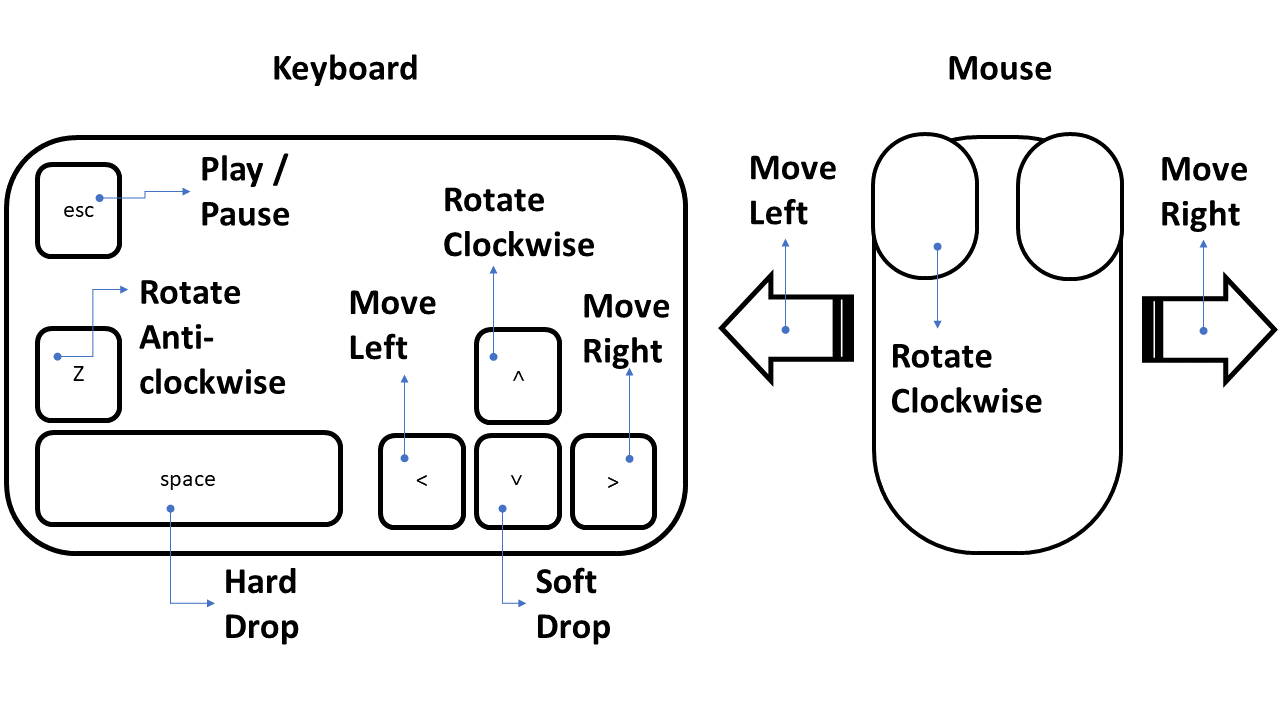 Keyboard
Mouse
esc
Play /
Pause
Rotate
Clockwise
Move
Left
Move
Right
Rotate
Anti-
clockwise
Move
Left
Move
Right
Z
^
Rotate
Clockwise
space
<
v
>
Hard
Drop
Soft
Drop